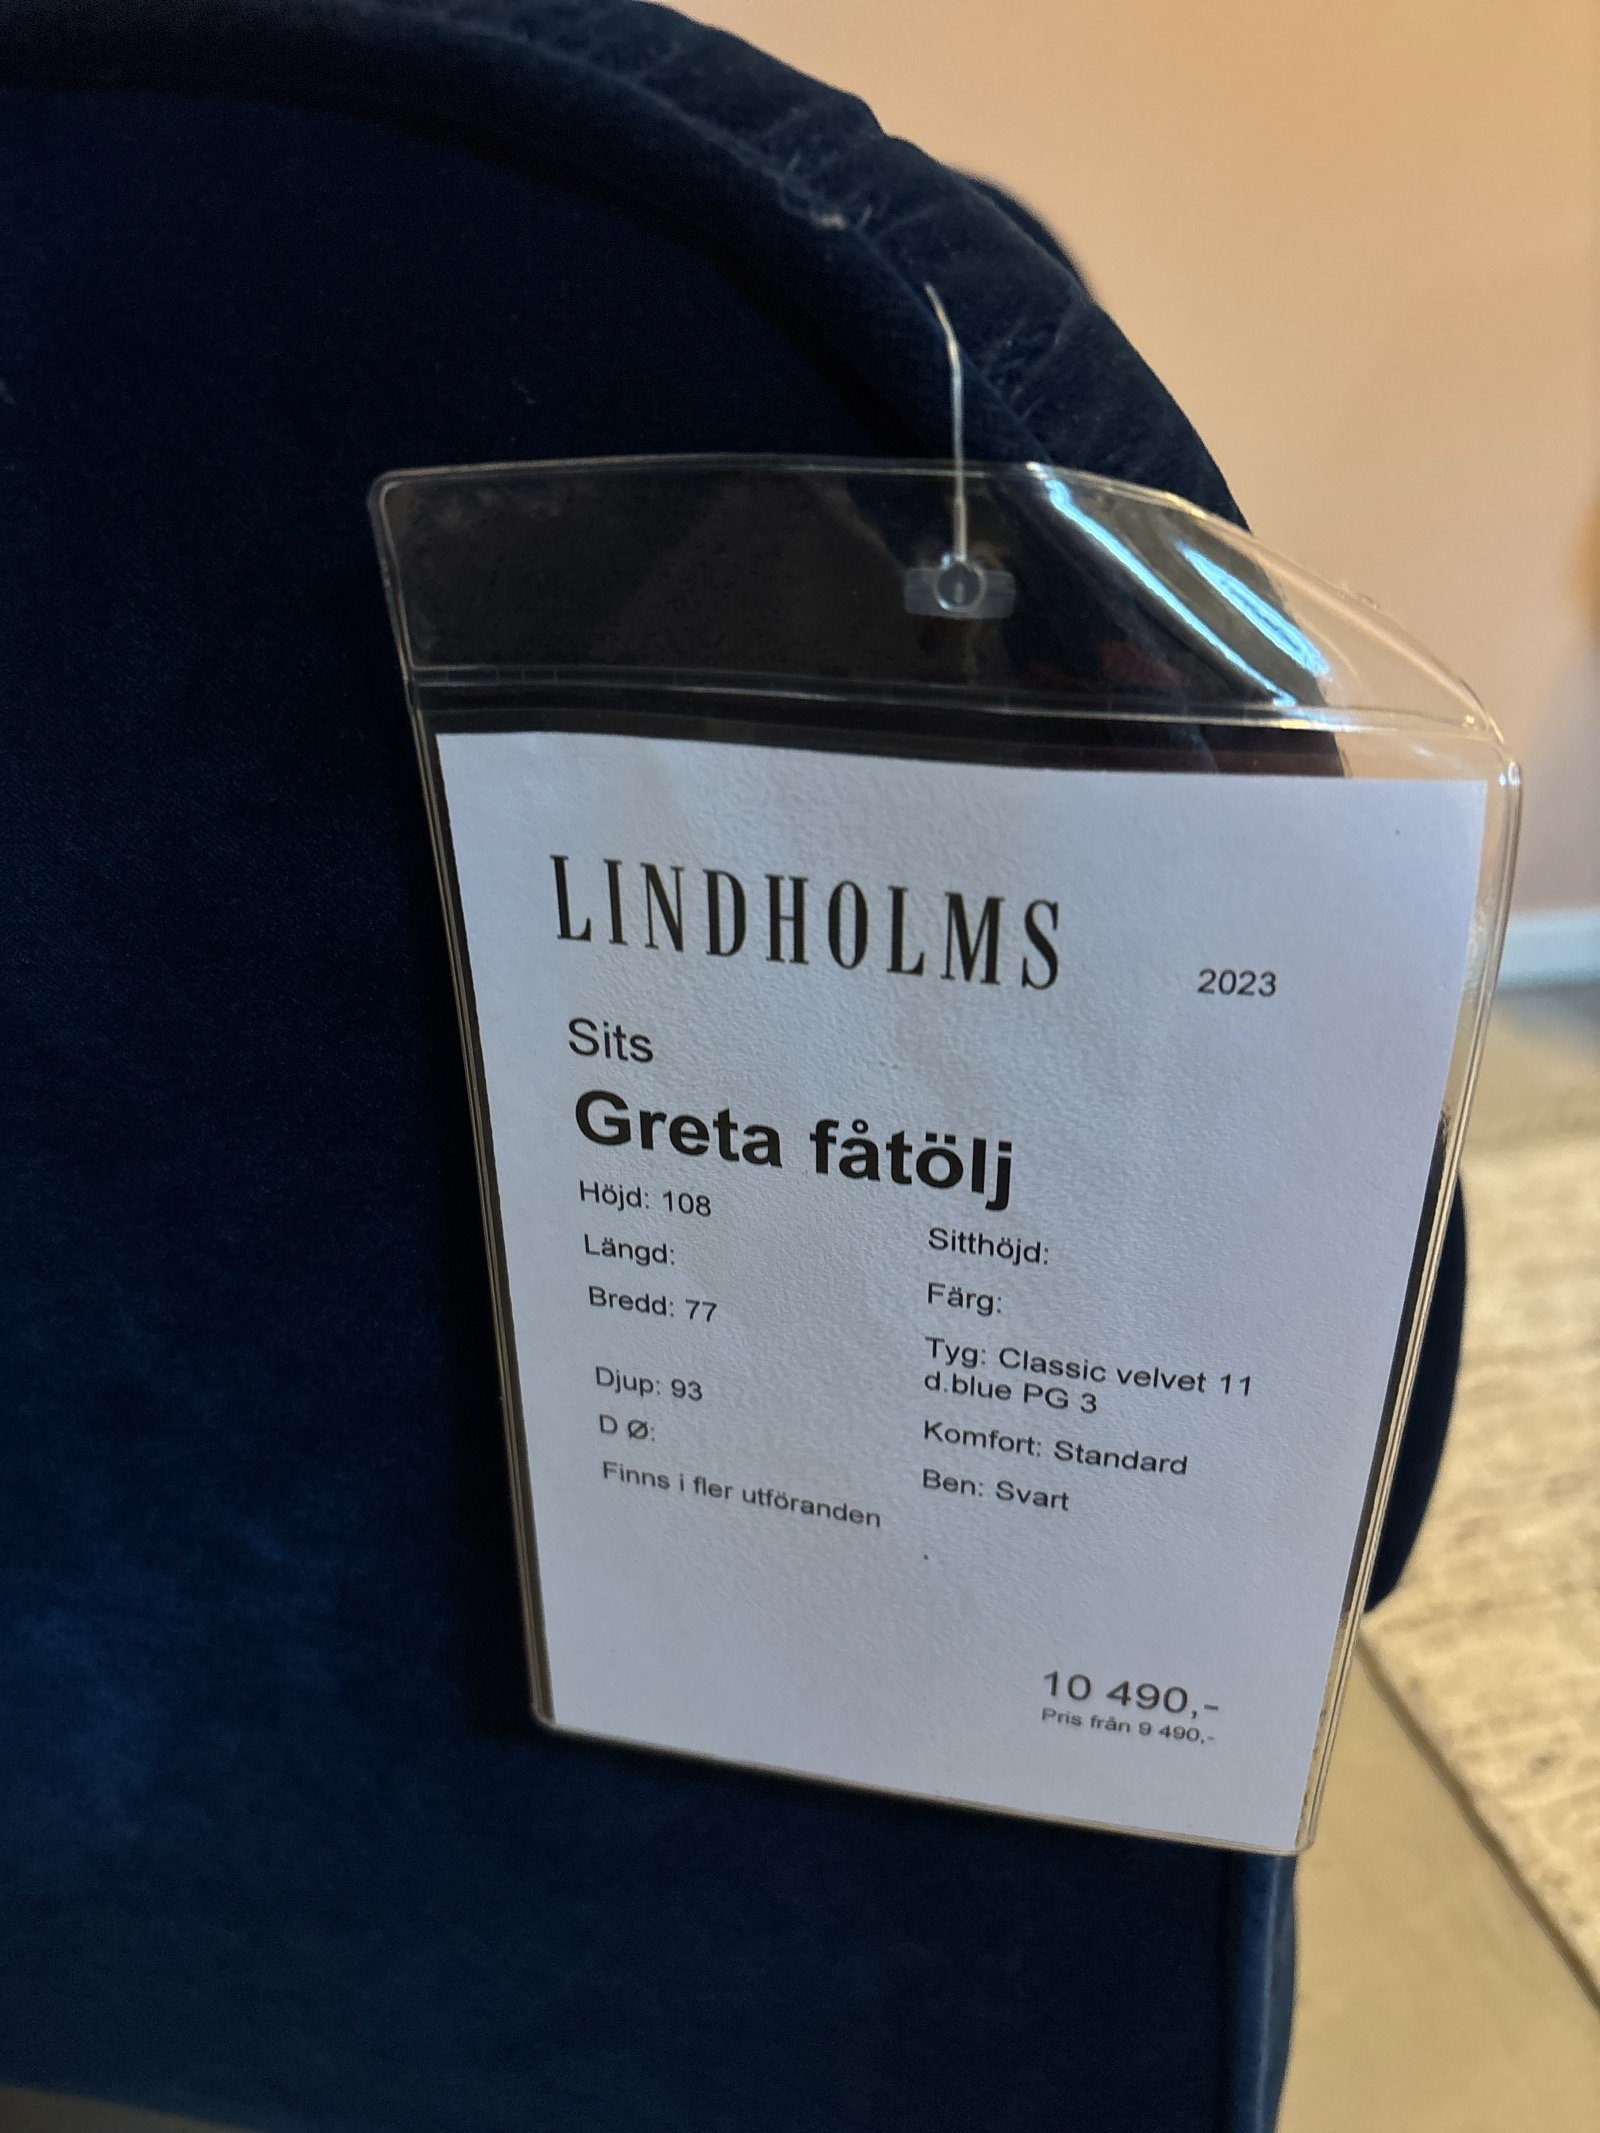 LINDHOLMS
2023
Sits
Greta fåtölj
Höjd: 108
Längd:
Bredd: 77
Djup: 93
D Ø:
Finns i fler utföranden
Sitthöjd:
Färg:
Tyg: Classic velvet 11
d.blue PG 3
Komfort: Standard
Ben: Svart
10 490,-
Pris från 9 490,-